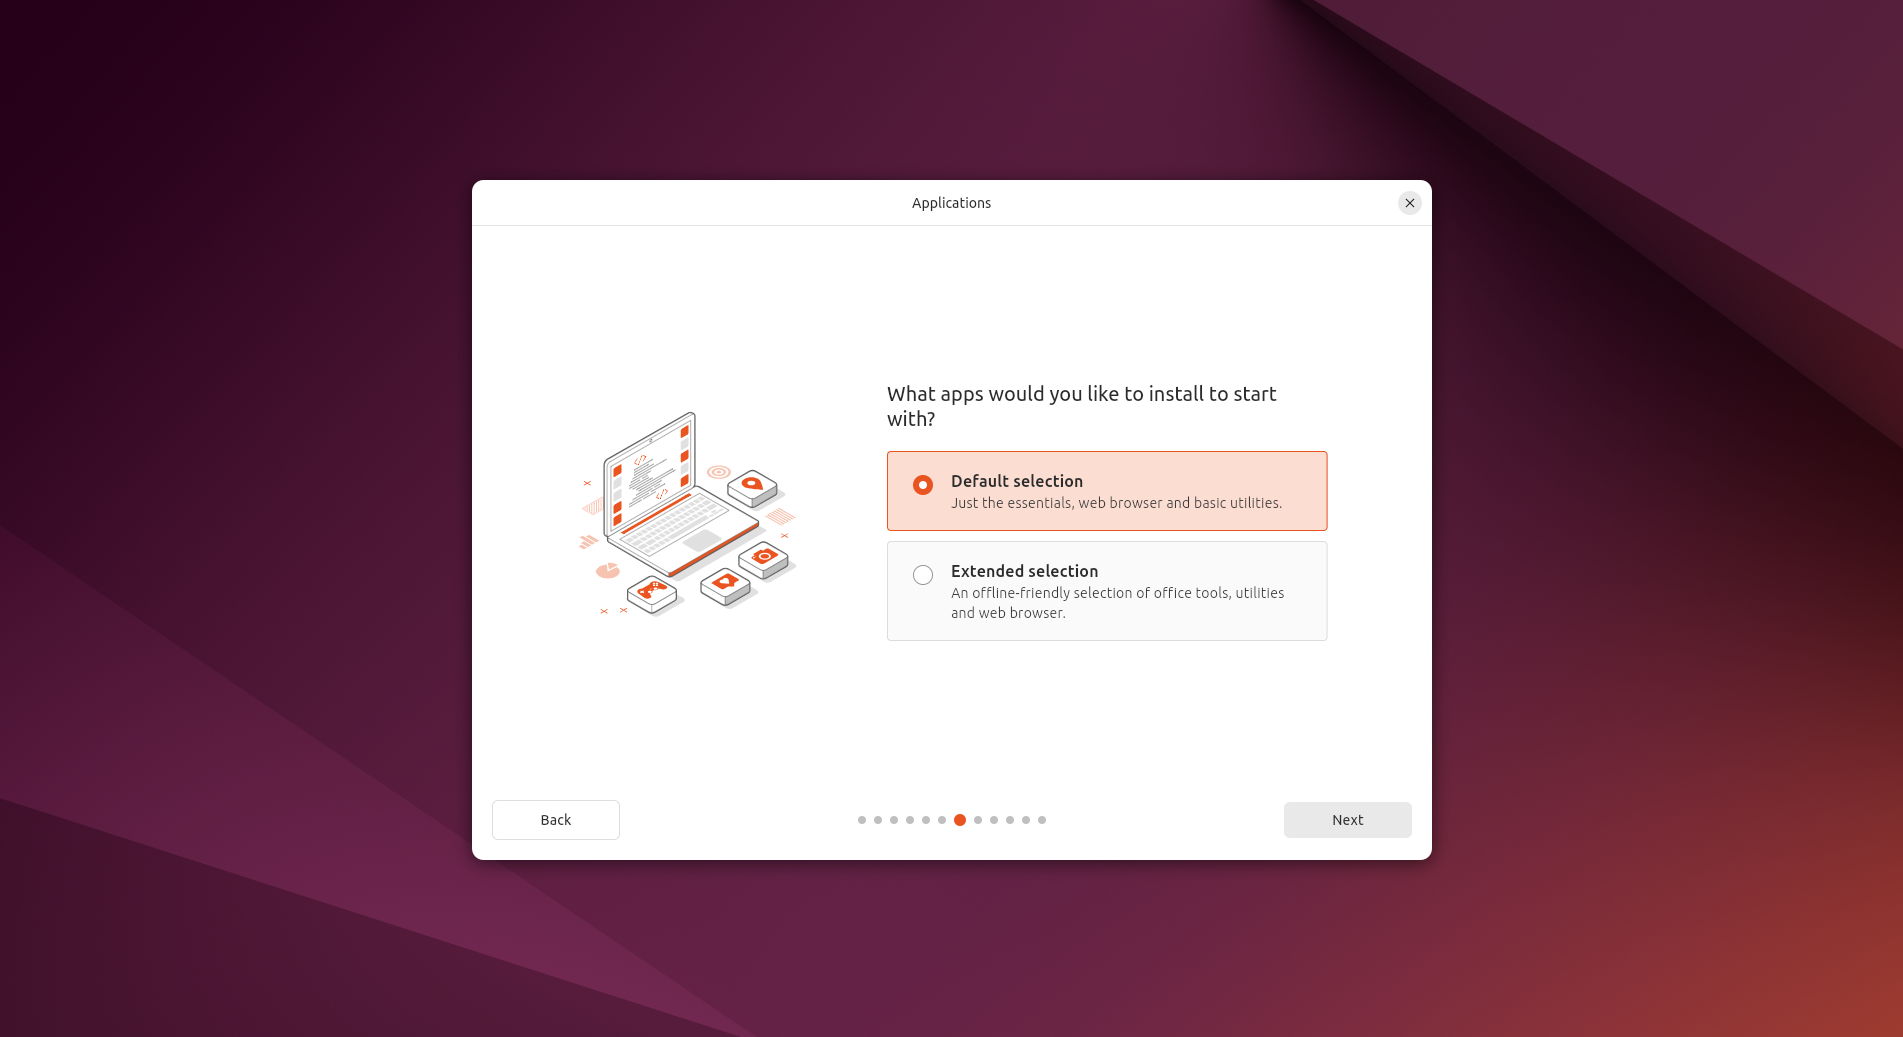 Applications
What apps would you like to install to start
with?
Default selection
Just the essentials, web browser and basic utilities.
Extended selection
An offline-friendly selection of office tools, utilities
and web browser.
Back
Next